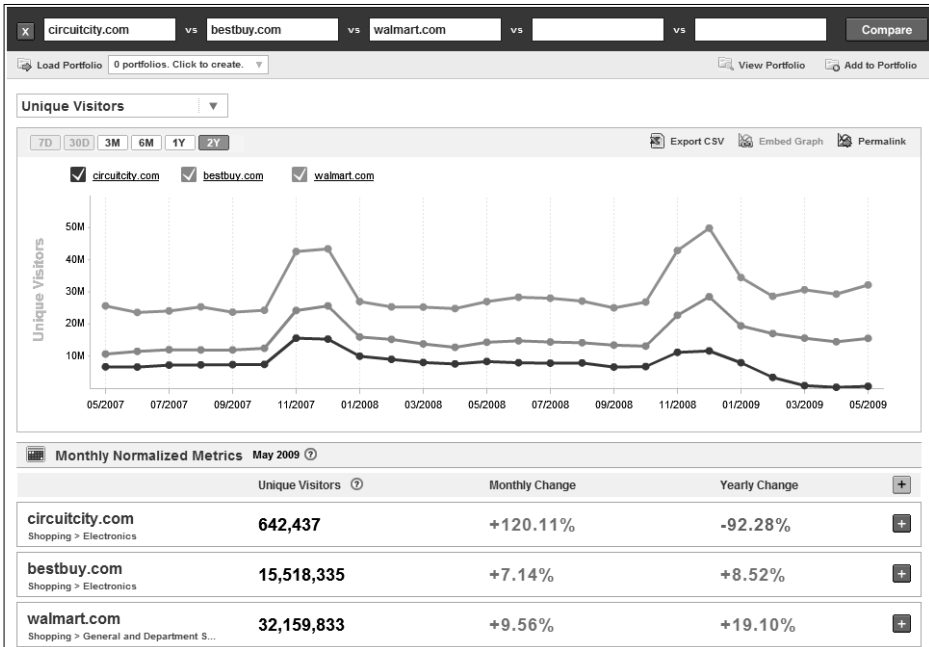 X circuitcity.com vs bestbuy.com vs walmart.com vs vs Compare
Load Portfolio 0 portfolios. Click to create. View Portfolio Add to Portfolio
Unique Visitors
7D 30D 3M 6M 1Y 2Y Export CSV Embed Graph Permalink
circuitcity.com bestbuy.com walmart.com
Unique Visitors
50M
40M
30M
20M
10M
05/2007 07/2007 09/2007 11/2007 01/2008 03/2008 05/2008 07/2008 09/2008 11/2008 01/2009 03/2009 05/2009
Monthly Normalized Metrics May 2009 ?
Unique Visitors ? Monthly Change Yearly Change +
circuitcity.com 642,437 +120.11% -92.28% +
Shopping > Electronics
bestbuy.com 15,518,335 +7.14% +8.52% +
Shopping > Electronics
walmart.com 32,159,833 +9.56% +19.10% +
Shopping > General and Department S...